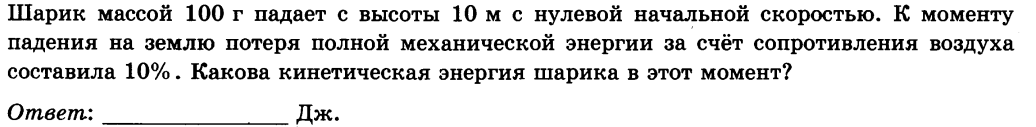 Шарик массой 100 г падает с высоты 10 м с нулевой начальной скоростью. К моменту
падения на землю потеря полной механической энергии за счёт сопротивления воздуха
составила 10%. Какова кинетическая энергия шарика в этот момент?
Ответ: ________________ Дж.